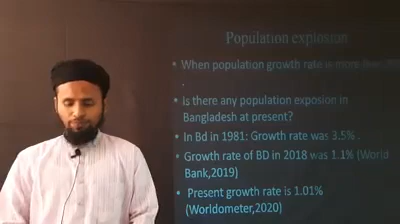 Population explosion
• When population growth rate is more than
.
• Is there any population exposion in
Bangladesh at present?
• In Bd in 1981: Growth rate was 3.5% .
• Growth rate of BD in 2018 was 1.1% (World
Bank,2019)
• Present growth rate is 1.01%
(Worldometer,2020)